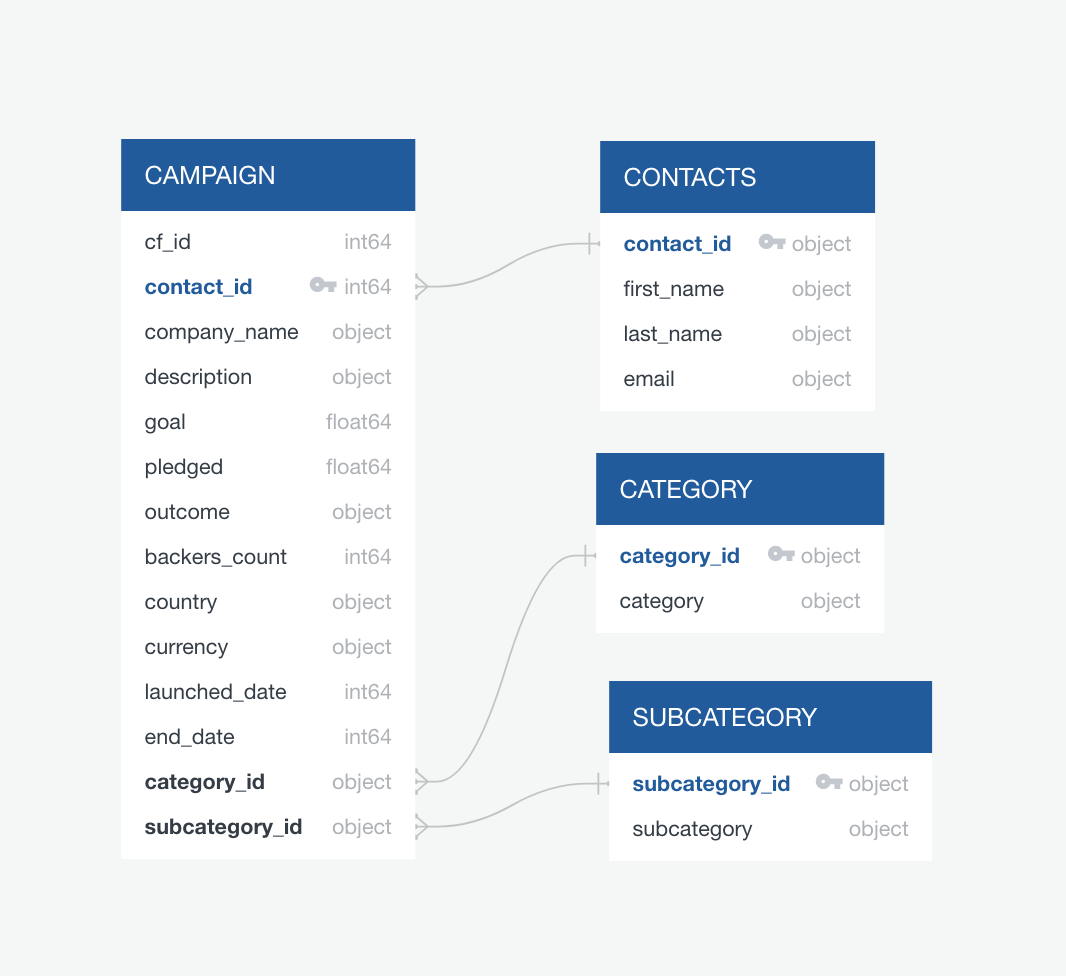 CAMPAIGN
cf_id int64
contact_id int64
company_name object
description object
goal float64
pledged float64
outcome object
backers_count int64
country object
currency object
launched_date int64
end_date int64
category_id object
subcategory_id object
CONTACTS
contact_id object
first_name object
last_name object
email object
CATEGORY
category_id object
category object
SUBCATEGORY
subcategory_id object
subcategory object